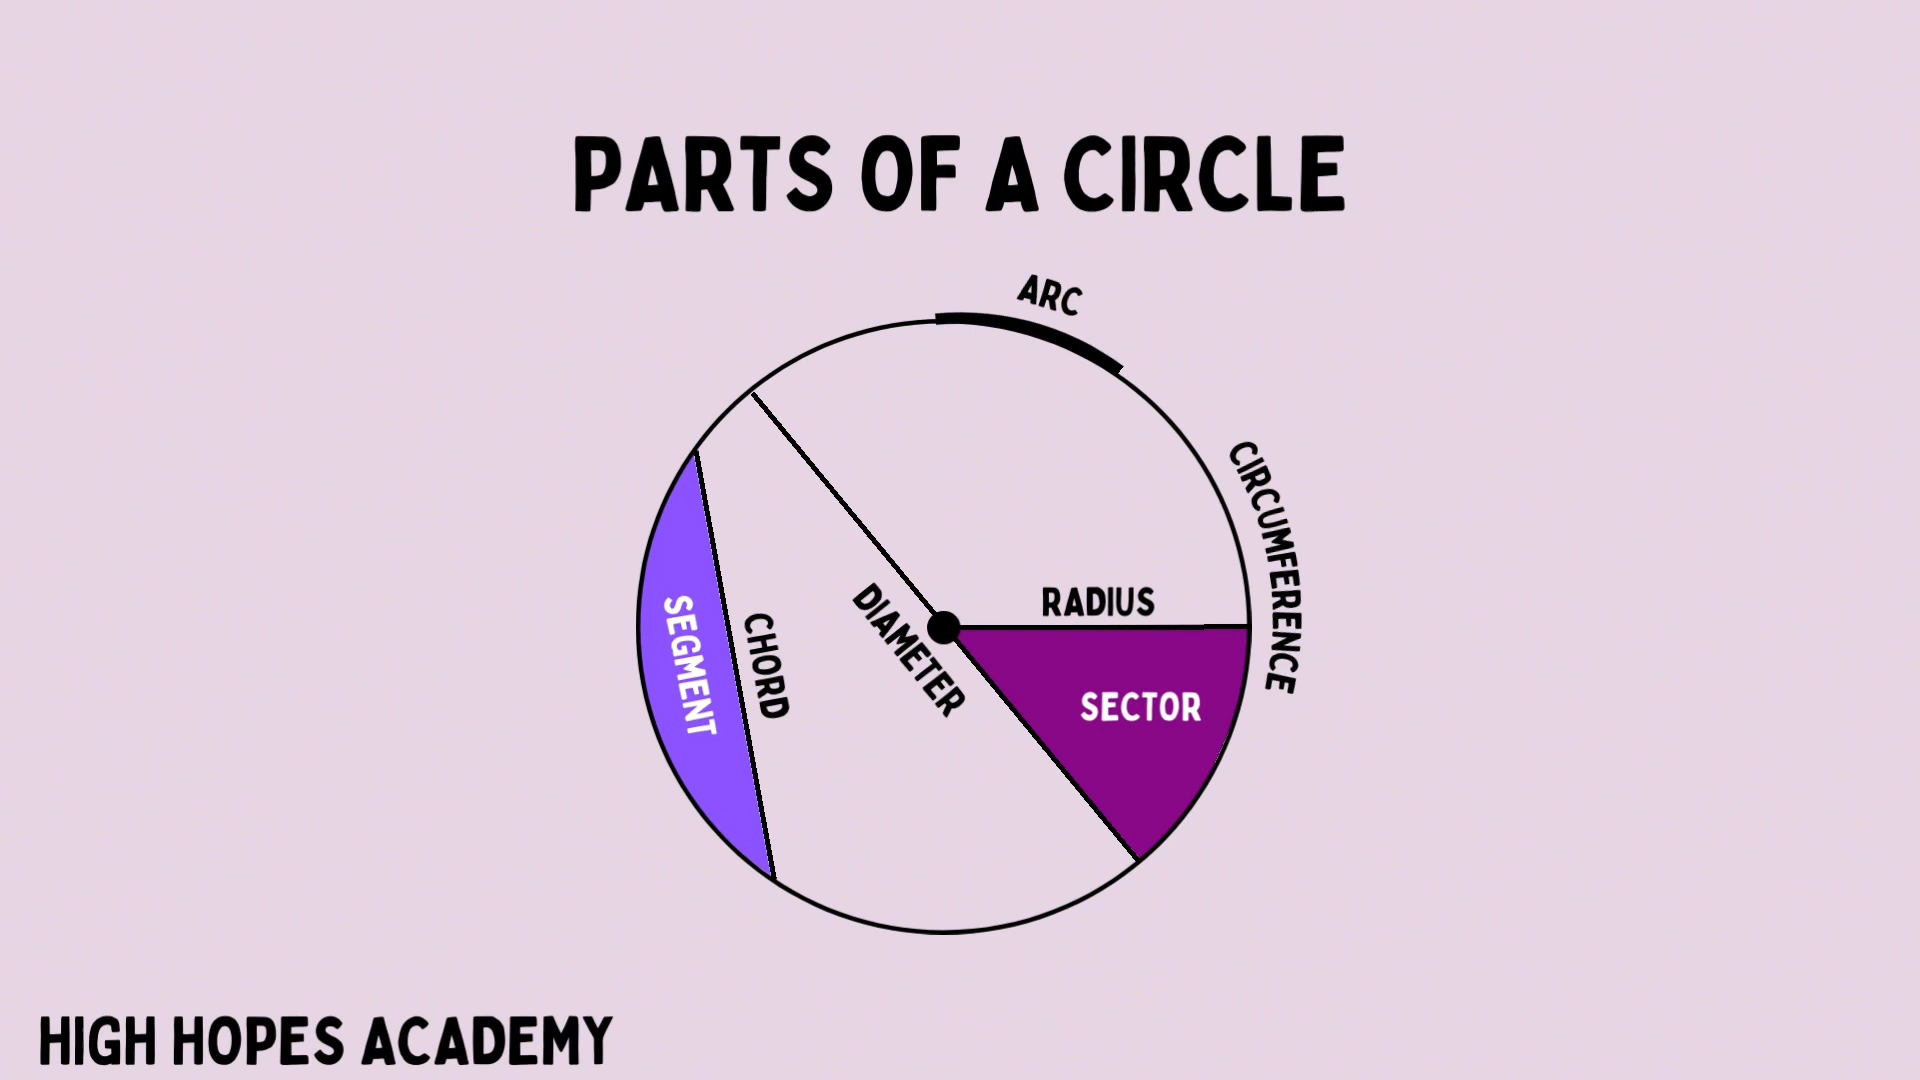 PARTS OF A CIRCLE
ARC
CIRCUMFERENCE
RADIUS
DIAMETER
SECTOR
CHORD
SEGMENT
HIGH HOPES ACADEMY